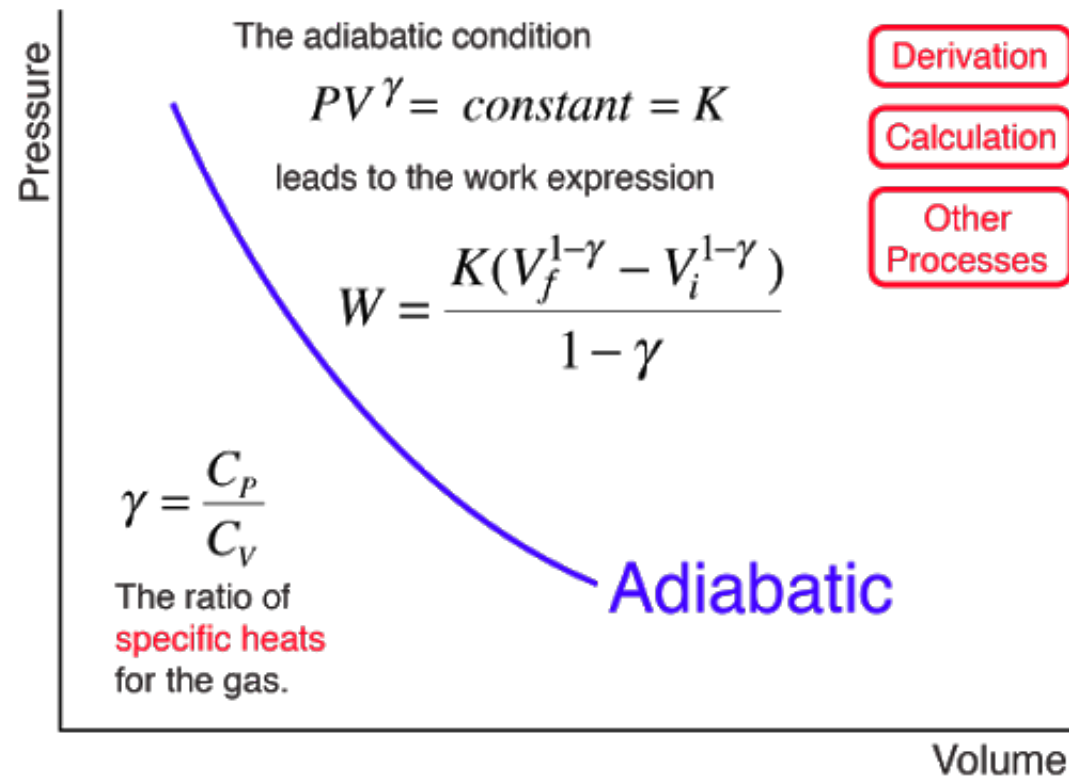 Pressure
The adiabatic condition
PV^γ = constant = K
leads to the work expression
W = K(V_f^{1−γ} − V_i^{1−γ}) / 1−γ
Derivation
Calculation
Other
Processes
γ = C_P / C_V
The ratio of
specific heats
for the gas.
Adiabatic
Volume